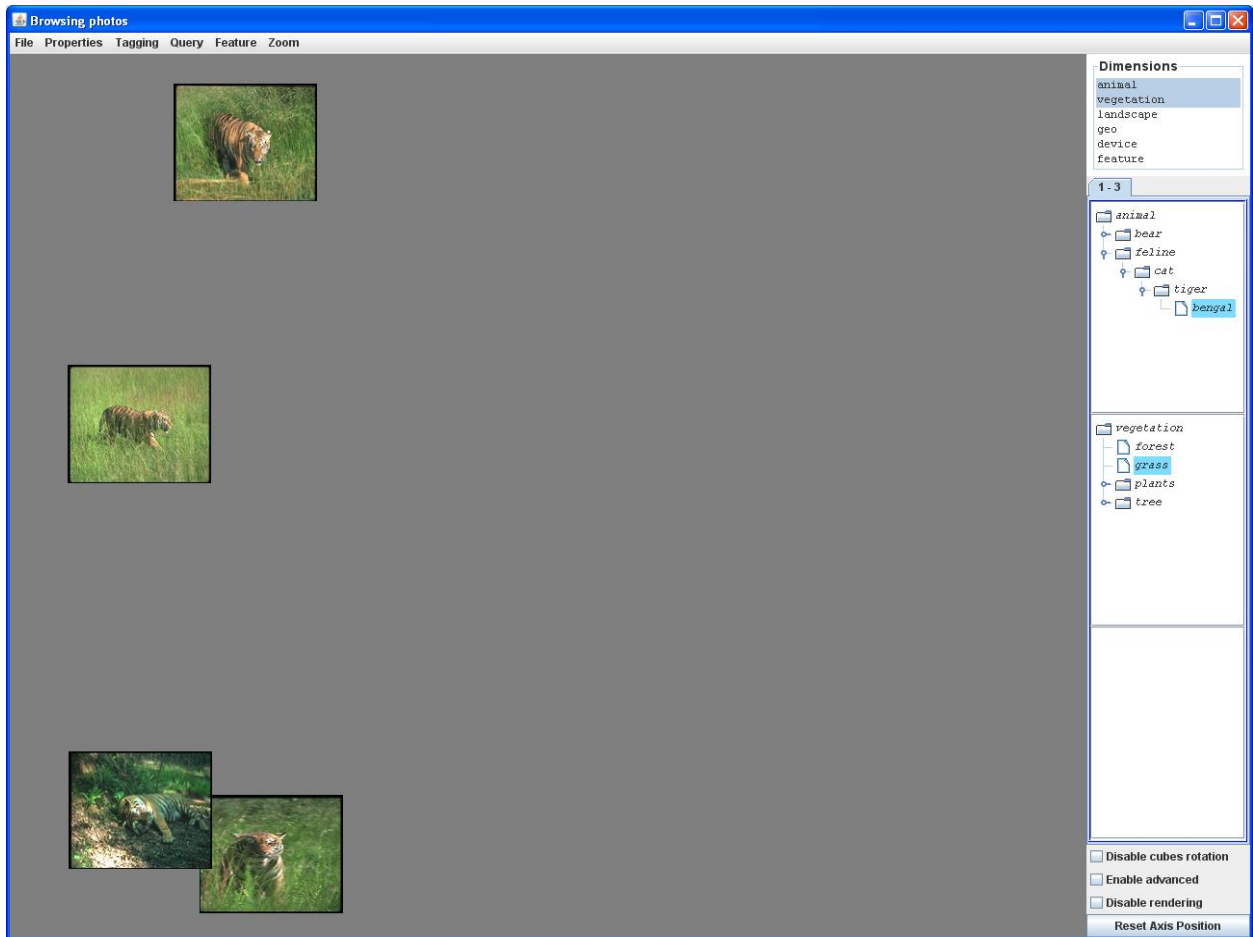 Browsing photos
File Properties Tagging Query Feature Zoom
Dimensions
animal
vegetation
landscape
geo
device
feature
1 - 3
animal
bear
feline
cat
tiger
bengal
vegetation
forest
grass
plants
tree
Disable cubes rotation
Enable advanced
Disable rendering
Reset Axis Position